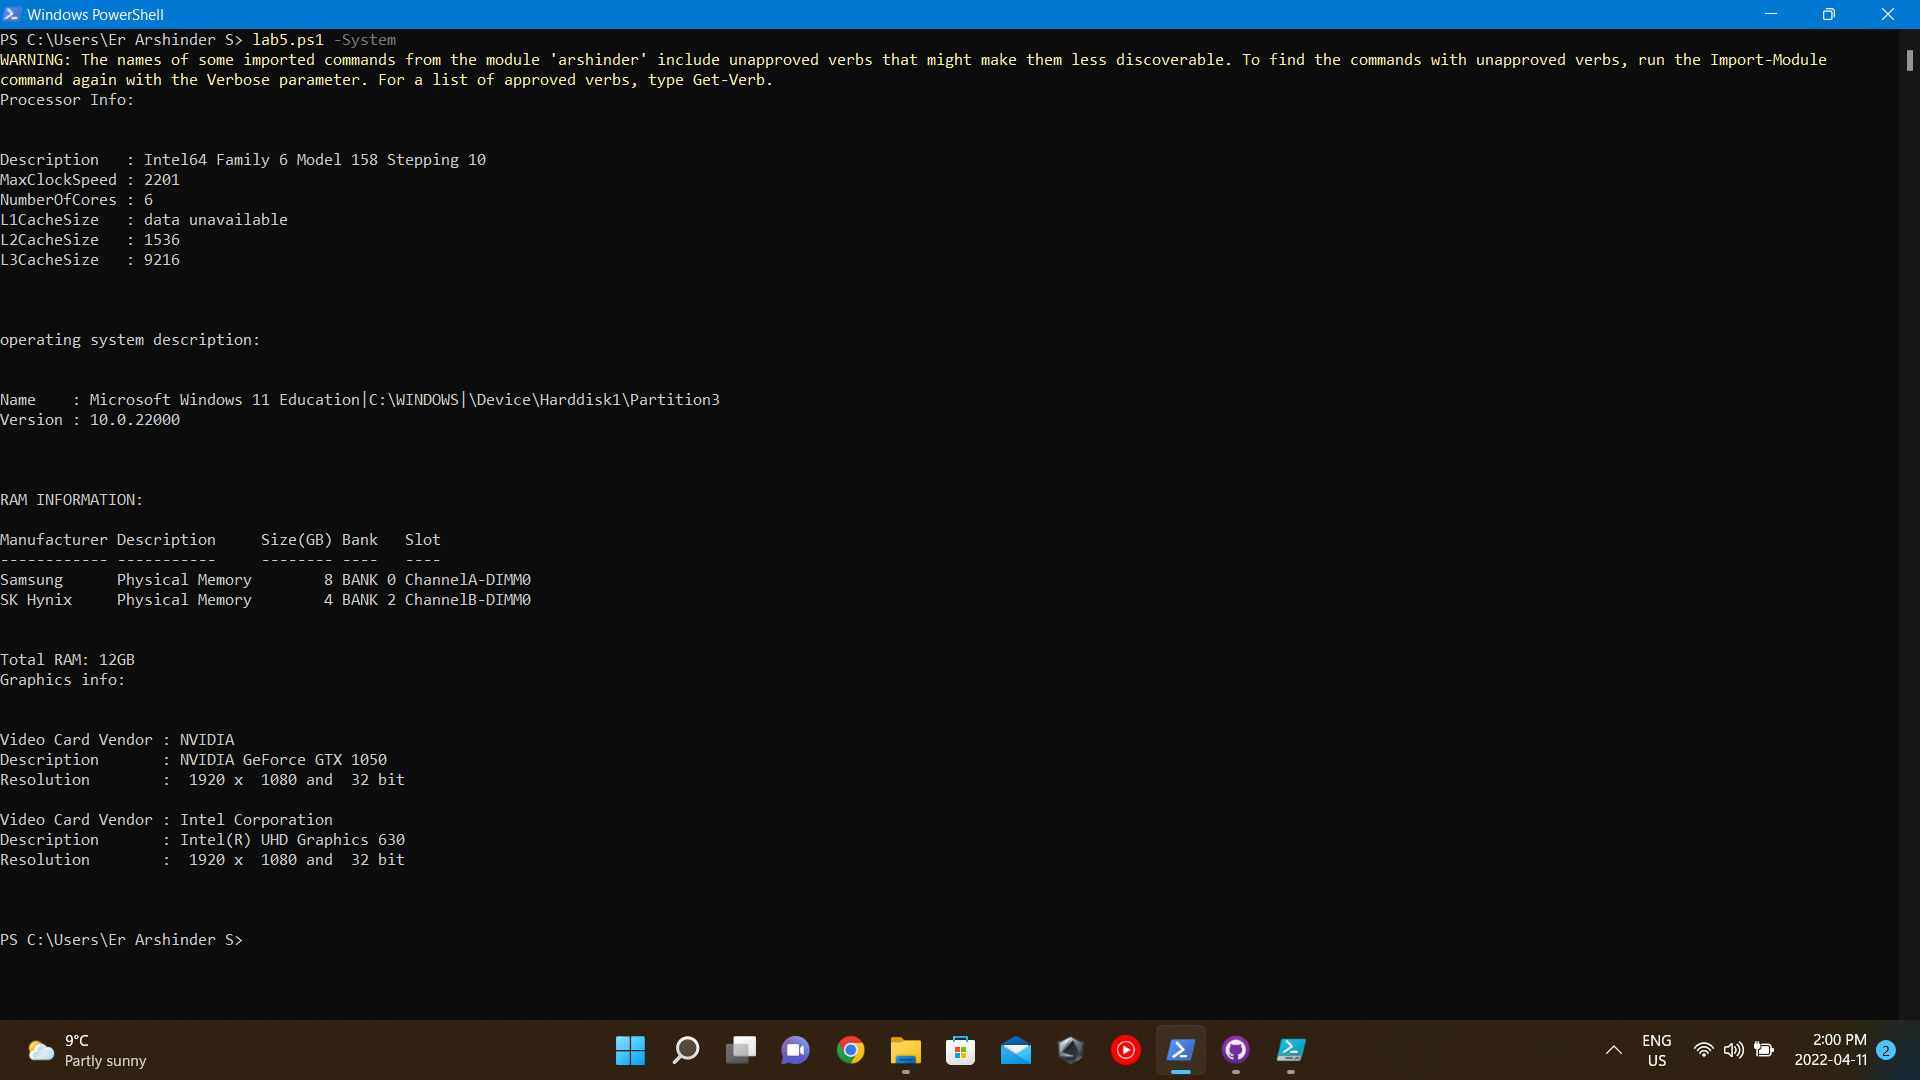 Windows PowerShell
PS C:\Users\Er Arshinder S> lab5.ps1 -System
WARNING: The names of some imported commands from the module 'arshinder' include unapproved verbs that might make them less discoverable. To find the commands with unapproved verbs, run the Import-Module
command again with the Verbose parameter. For a list of approved verbs, type Get-Verb.
Processor Info:
Description   : Intel64 Family 6 Model 158 Stepping 10
MaxClockSpeed : 2201
NumberOfCores : 6
L1CacheSize   : data unavailable
L2CacheSize   : 1536
L3CacheSize   : 9216
operating system description:
Name    : Microsoft Windows 11 Education|C:\WINDOWS|\Device\Harddisk1\Partition3
Version : 10.0.22000
RAM INFORMATION:
Manufacturer Description     Size(GB) Bank   Slot
------------ -----------     -------- ----   ----
Samsung      Physical Memory        8 BANK 0 ChannelA-DIMM0
SK Hynix     Physical Memory        4 BANK 2 ChannelB-DIMM0
Total RAM: 12GB
Graphics info:
Video Card Vendor : NVIDIA
Description       : NVIDIA GeForce GTX 1050
Resolution        :  1920 x  1080 and  32 bit
Video Card Vendor : Intel Corporation
Description       : Intel(R) UHD Graphics 630
Resolution        :  1920 x  1080 and  32 bit
PS C:\Users\Er Arshinder S>
9°C
Partly sunny
ENG
US
2:00 PM
2022-04-11
2